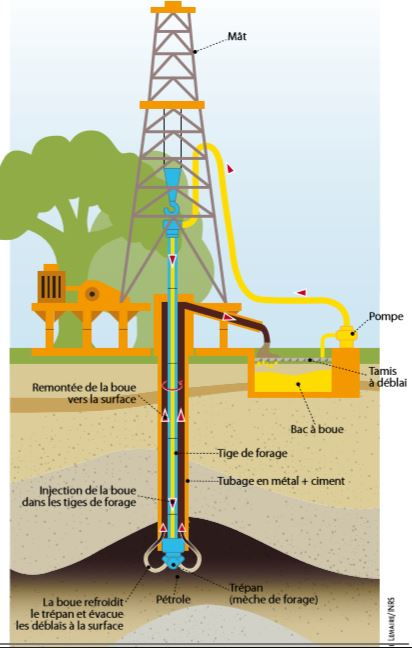 Mât
Pompe
Tamis
à déblai
Remontée de la boue
vers la surface
Bac à boue
Tige de forage
Tubage en métal + ciment
Injection de la boue
dans les tiges de forage
Trépan
(mèche de forage)
La boue refroidit
le trépan et évacue
les déblais à la surface
Pétrole
LEMAIRE/INRS